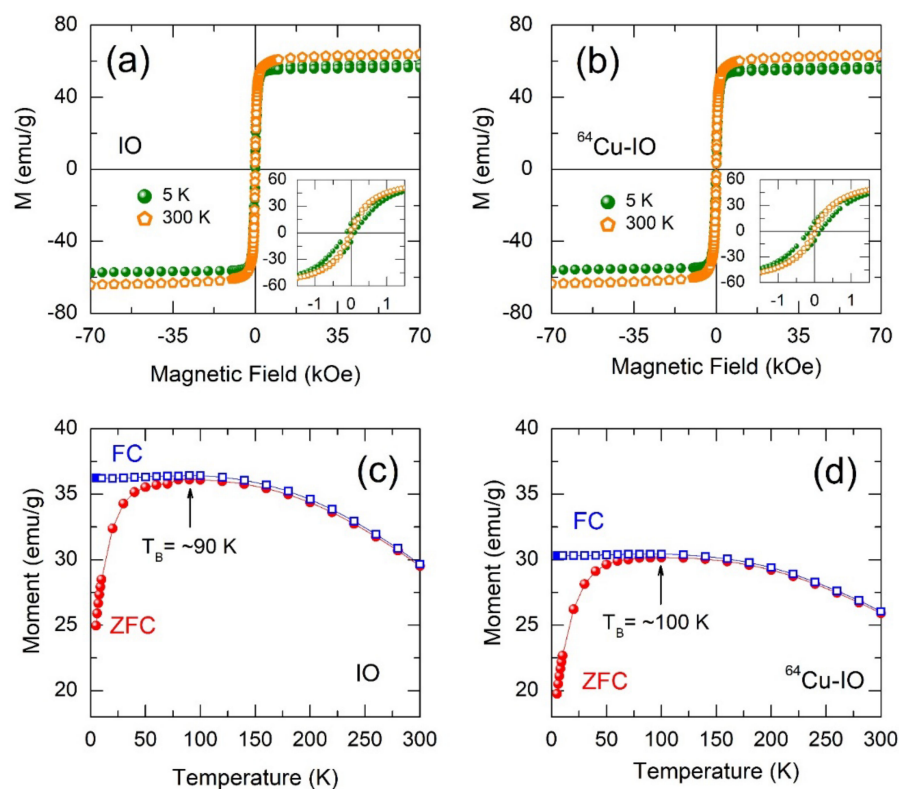 (a)
M (emu/g)
80
40
0
-40
-80
IO
5 K
300 K
60
30
0
-30
-60
-1 0 1
-70 -35 0 35 70
Magnetic Field (kOe)
(b)
M (emu/g)
80
40
0
-40
-80
⁶⁴Cu-IO
5 K
300 K
60
30
0
-30
-60
-1 0 1
-70 -35 0 35 70
Magnetic Field (kOe)
(c)
Moment (emu/g)
40
35
30
25
20
FC
T_B= ~90 K
ZFC
IO
0 50 100 150 200 250 300
Temperature (K)
(d)
Moment (emu/g)
40
35
30
25
20
FC
T_B= ~100 K
ZFC
⁶⁴Cu-IO
0 50 100 150 200 250 300
Temperature (K)